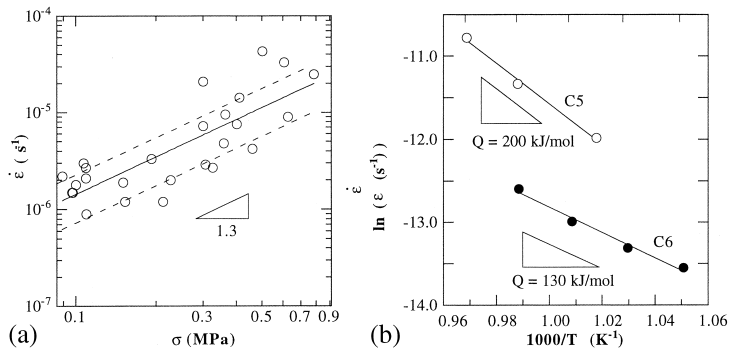 10⁻⁴
10⁻⁵
10⁻⁶
10⁻⁷
ε̇ ( s⁻¹)
1.3
0.1 0.3 0.5 0.7 0.9
σ (MPa)
(a)
-11.0
-12.0
-13.0
-14.0
ln ( ε̇ (s⁻¹) )
C5
Q = 200 kJ/mol
C6
Q = 130 kJ/mol
0.96 0.98 1.00 1.02 1.04 1.06
1000/T (K⁻¹)
(b)